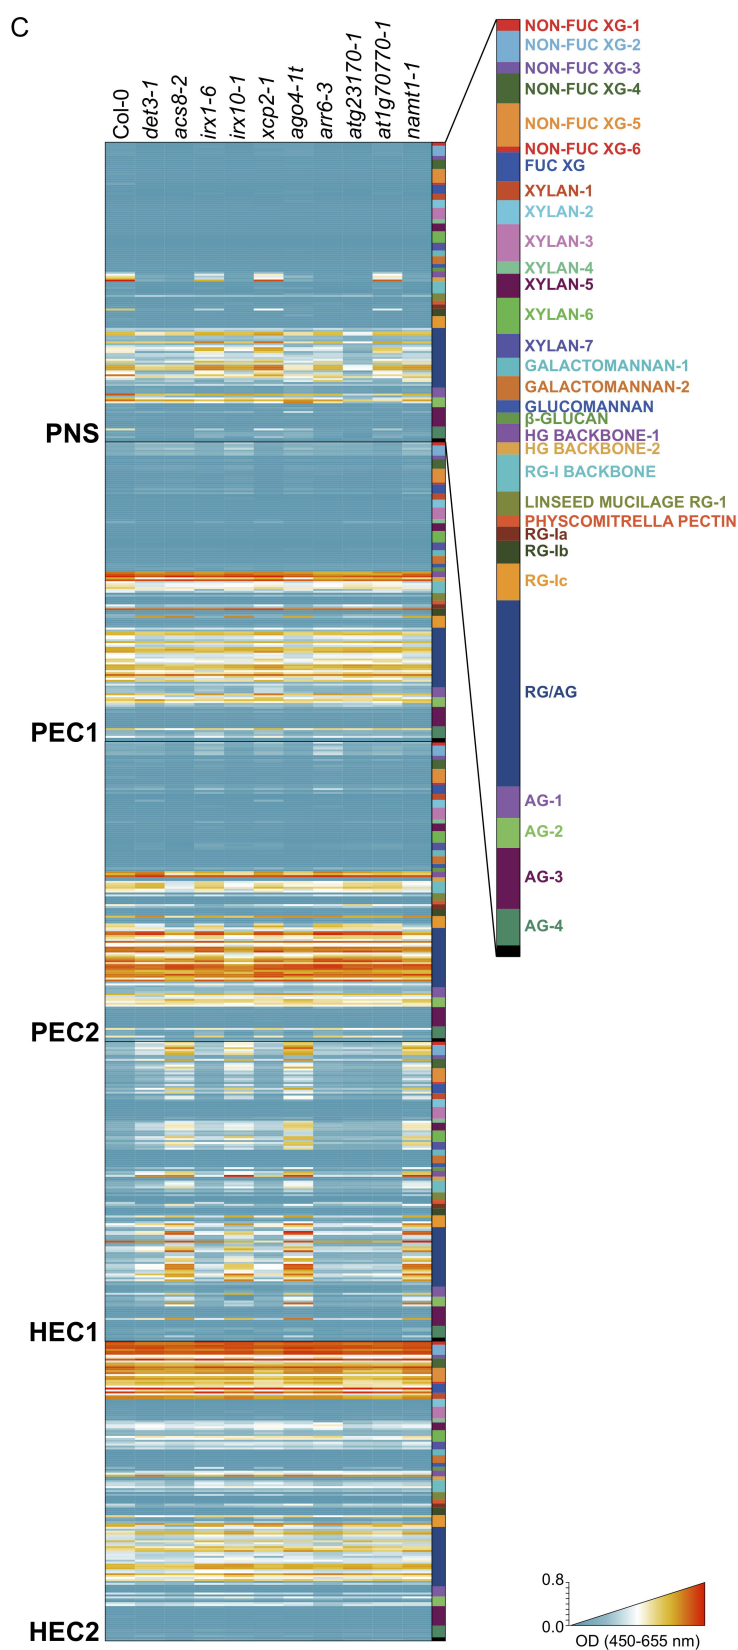 C
Col-0
det3-1
acs8-2
irx1-6
irx10-1
xcp2-1
ago4-1t
arr6-3
atg23170-1
at1g70770-1
namt1-1
NON-FUC XG-1
NON-FUC XG-2
NON-FUC XG-3
NON-FUC XG-4
NON-FUC XG-5
NON-FUC XG-6
FUC XG
XYLAN-1
XYLAN-2
XYLAN-3
XYLAN-4
XYLAN-5
XYLAN-6
XYLAN-7
GALACTOMANNAN-1
GALACTOMANNAN-2
GLUCOMANNAN
β-GLUCAN
HG BACKBONE-1
HG BACKBONE-2
RG-I BACKBONE
LINSEED MUCILAGE RG-1
PHYSCOMITRELLA PECTIN
RG-Ia
RG-Ib
RG-Ic
RG/AG
AG-1
AG-2
AG-3
AG-4
PNS
PEC1
PEC2
HEC1
HEC2
0.8
0.0
OD (450-655 nm)